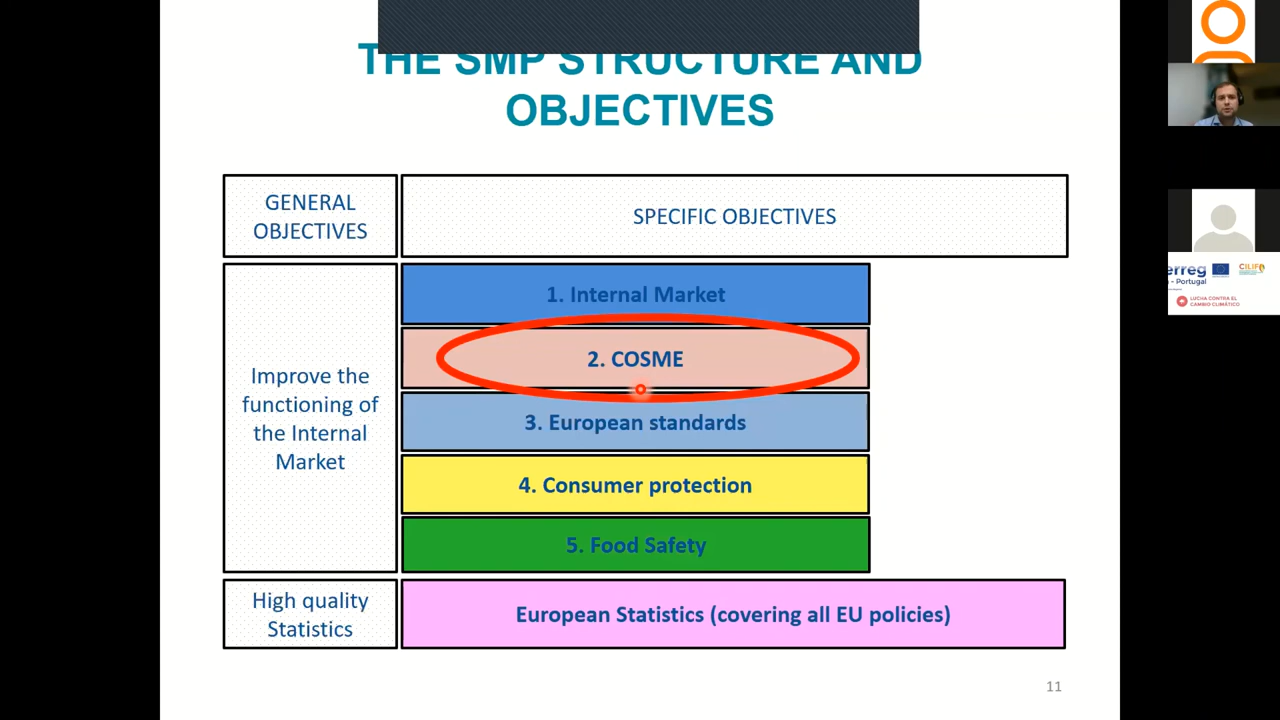 THE SMP STRUCTURE AND
OBJECTIVES
GENERAL
OBJECTIVES
SPECIFIC OBJECTIVES
Improve the
functioning of
the Internal
Market
1. Internal Market
2. COSME
3. European standards
4. Consumer protection
5. Food Safety
High quality
Statistics
European Statistics (covering all EU policies)
11
erreg
- Portugal
CILIF
LUCHA CONTRA EL
CAMBIO CLIMÁTICO